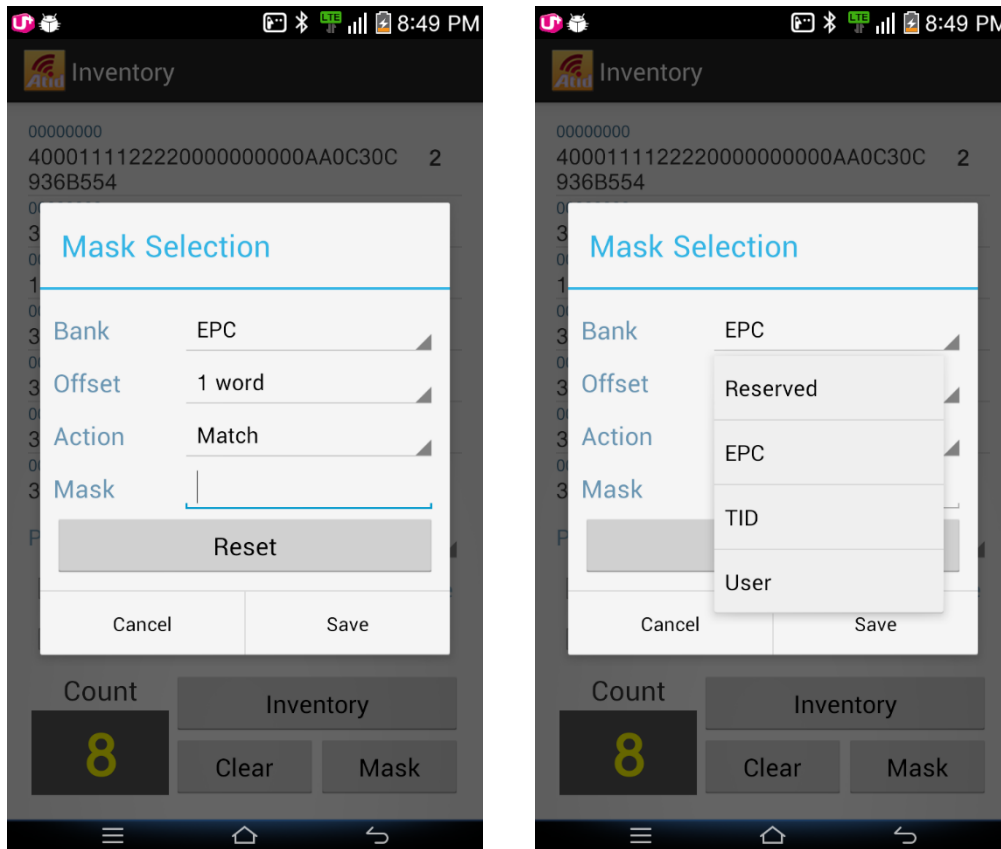 8:49 PM
Inventory
00000000
4000111122220000000000AA0C30C 2
936B554
Mask Selection
Bank EPC
Offset 1 word
Action Match
Mask
Reset
Cancel Save
Count
Inventory
8
Clear Mask
8:49 PM
Inventory
00000000
4000111122220000000000AA0C30C 2
936B554
Mask Selection
Bank EPC
Offset
Reserved
Action
EPC
Mask
TID
User
Cancel Save
Count
Inventory
8
Clear Mask